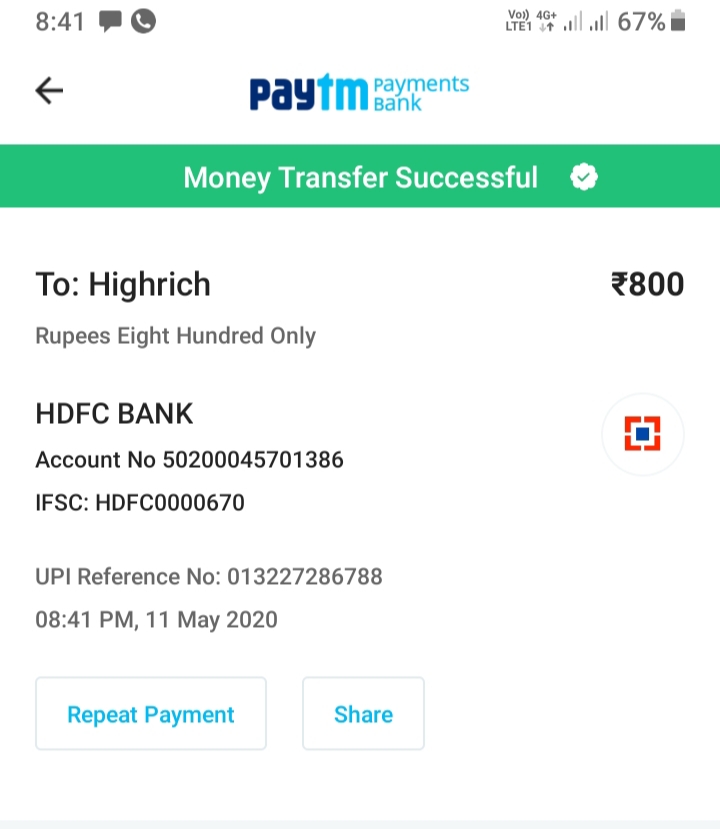 8:41 Vo)) LTE1 4G+ 67%
paytm Payments Bank
Money Transfer Successful
To: Highrich ₹800
Rupees Eight Hundred Only
HDFC BANK
Account No 50200045701386
IFSC: HDFC0000670
UPI Reference No: 013227286788
08:41 PM, 11 May 2020
Repeat Payment Share